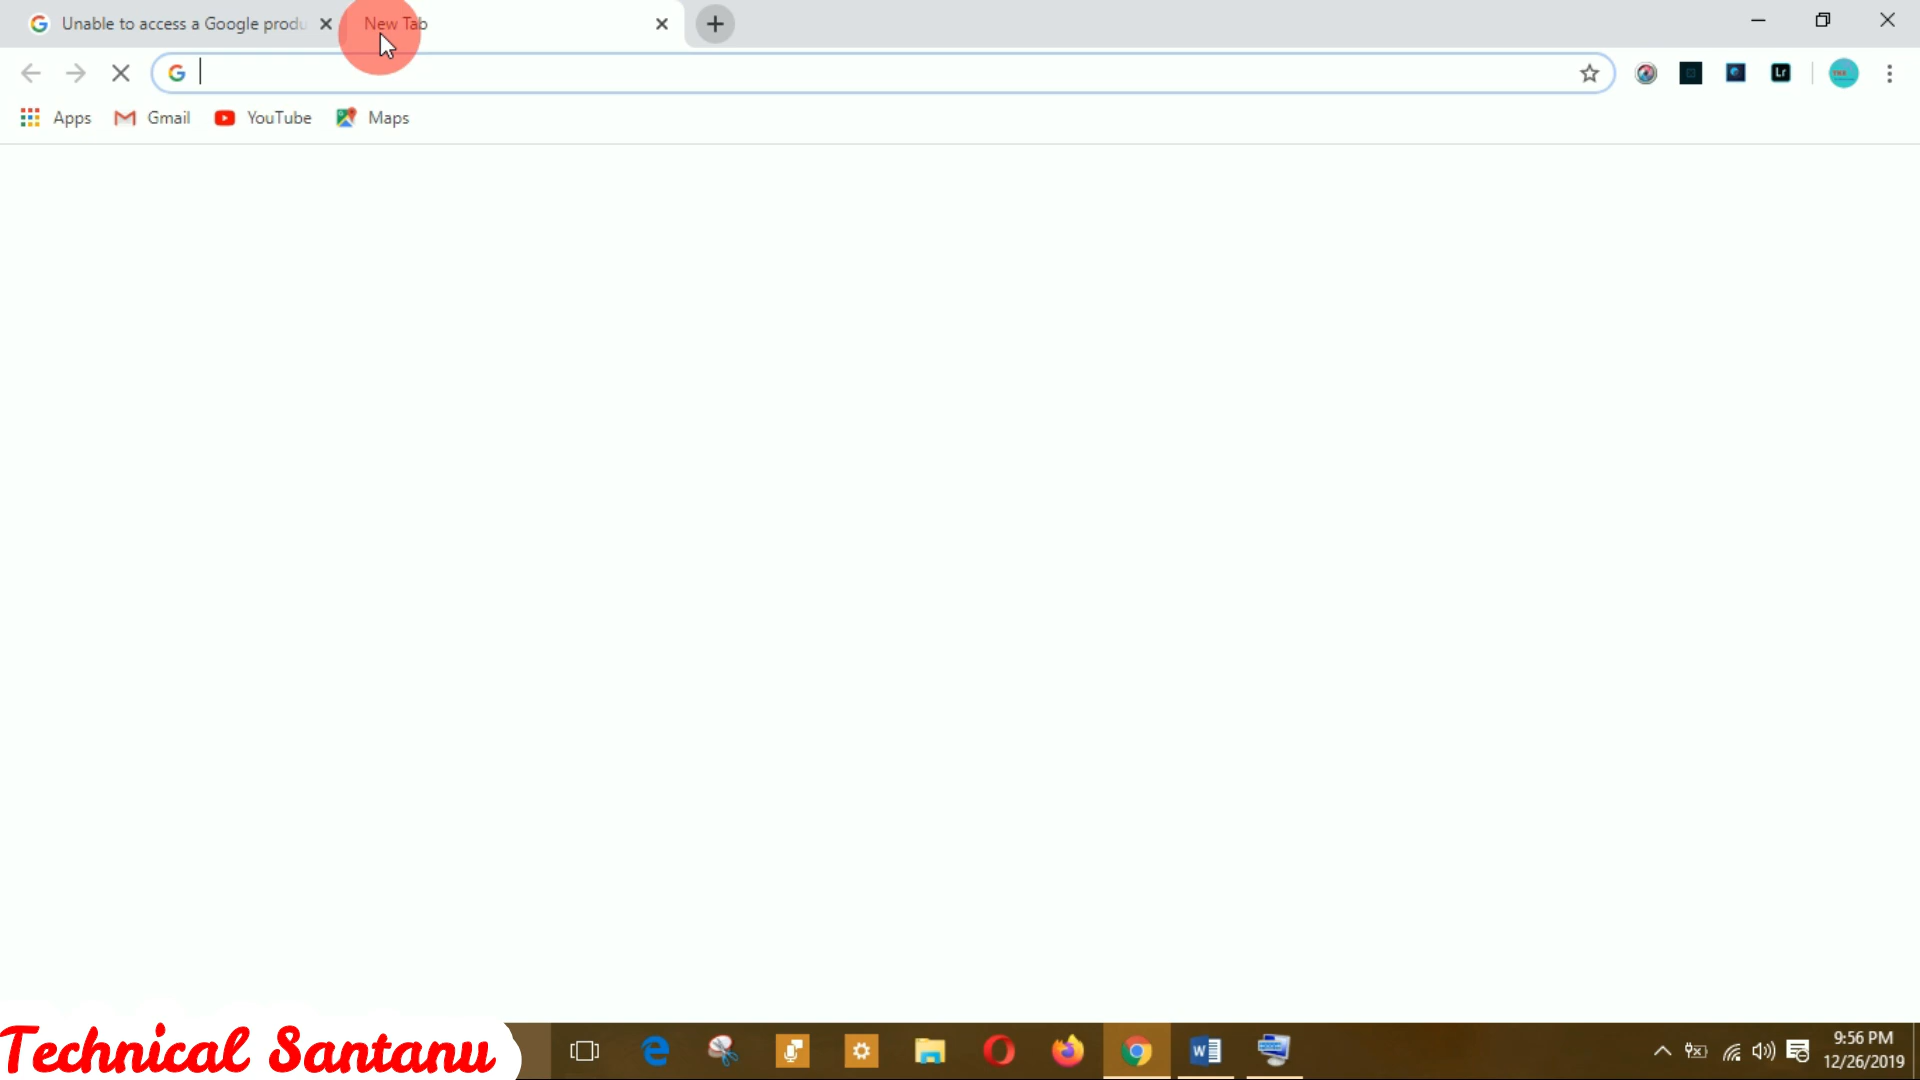 Unable to access a Google produ
New Tab
Apps
Gmail
YouTube
Maps
Lr
Technical Santanu
9:56 PM
12/26/2019